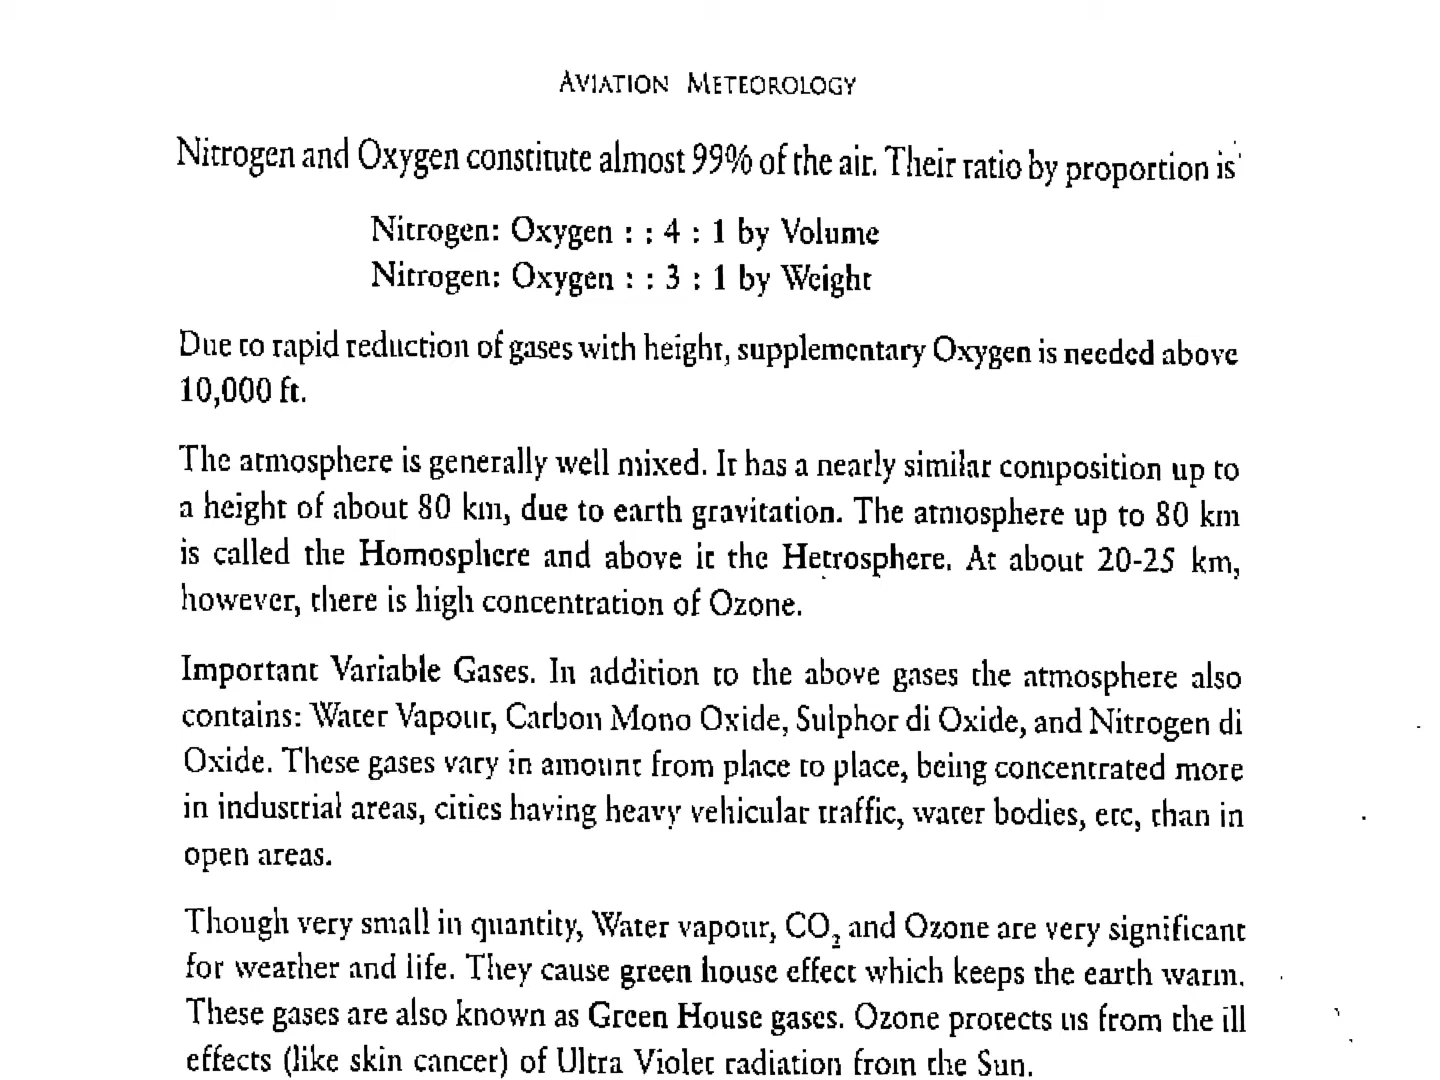 AVIATION METEOROLOGY
Nitrogen and Oxygen constitute almost 99% of the air. Their ratio by proportion is
Nitrogen: Oxygen : : 4 : 1 by Volume
Nitrogen: Oxygen : : 3 : 1 by Weight
Due to rapid reduction of gases with height, supplementary Oxygen is needed above
10,000 ft.
The atmosphere is generally well mixed. It has a nearly similar composition up to
a height of about 80 km, due to earth gravitation. The atmosphere up to 80 km
is called the Homosphere and above it the Hetrosphere. At about 20-25 km,
however, there is high concentration of Ozone.
Important Variable Gases. In addition to the above gases the atmosphere also
contains: Water Vapour, Carbon Mono Oxide, Sulphor di Oxide, and Nitrogen di
Oxide. These gases vary in amount from place to place, being concentrated more
in industrial areas, cities having heavy vehicular traffic, water bodies, etc, than in
open areas.
Though very small in quantity, Water vapour, CO₂ and Ozone are very significant
for weather and life. They cause green house effect which keeps the earth warm.
These gases are also known as Green House gases. Ozone protects us from the ill
effects (like skin cancer) of Ultra Violet radiation from the Sun.